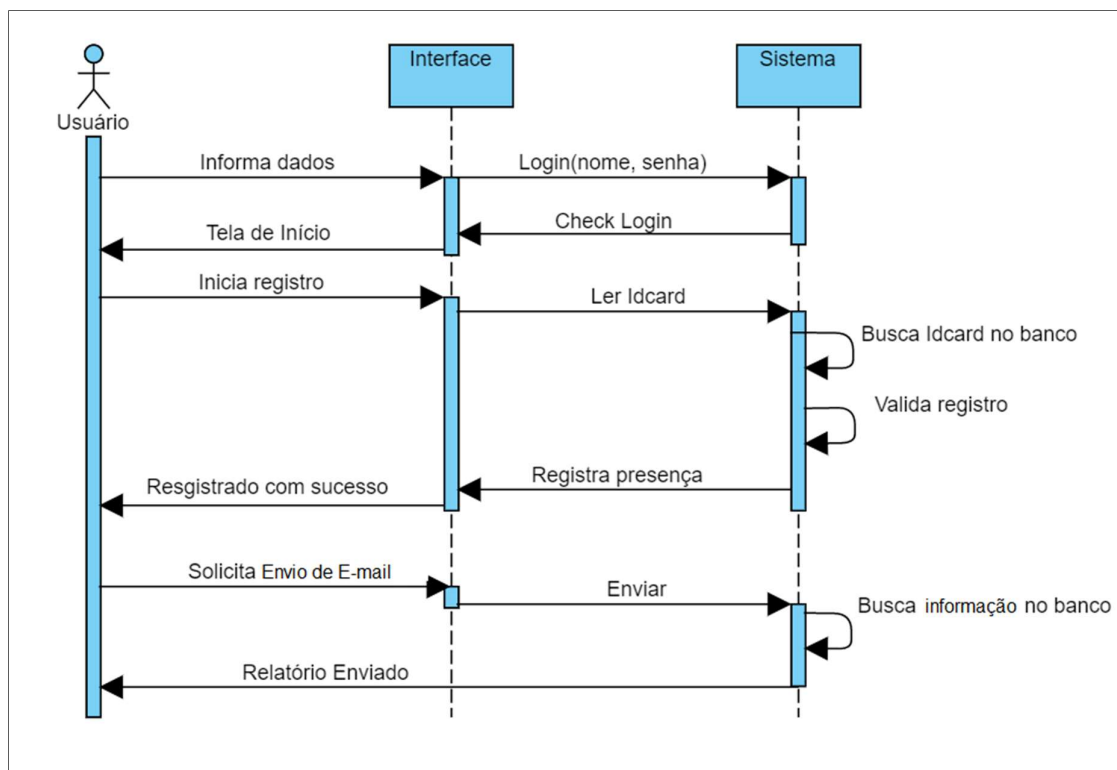 Interface
Sistema
Usuário
Informa dados
Login(nome, senha)
Check Login
Tela de Início
Inicia registro
Ler Idcard
Busca Idcard no banco
Valida registro
Registra presença
Resgistrado com sucesso
Solicita Envio de E-mail
Enviar
Busca informação no banco
Relatório Enviado